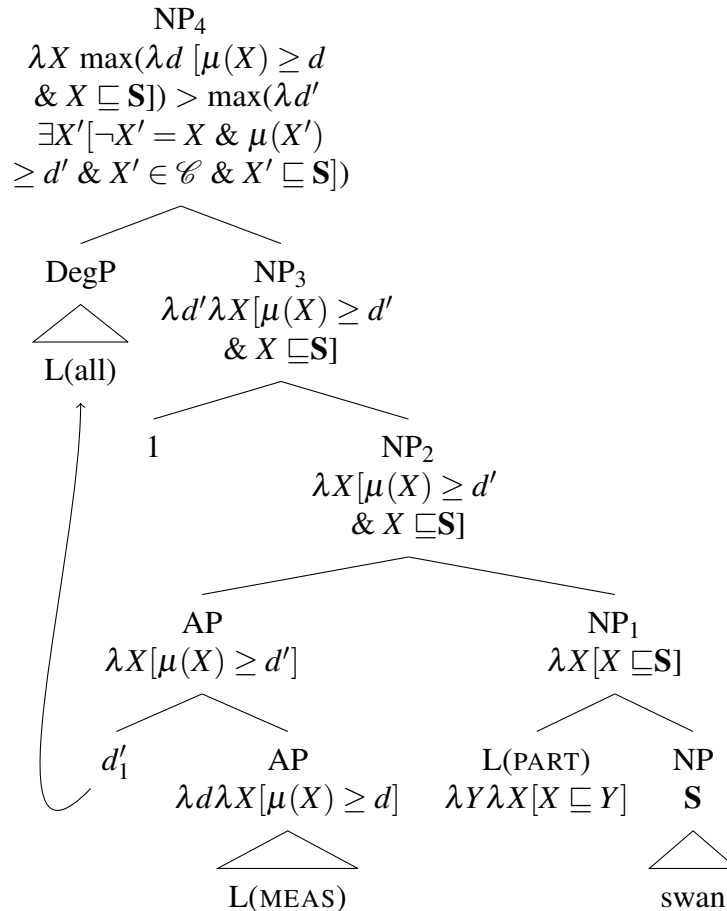 NP₄
λX max(λd [μ(X) ≥ d
& X ⊑ S]) > max(λd′
∃X′[¬X′ = X & μ(X′)
≥ d′ & X′ ∈ 𝒞 & X′ ⊑ S])
DegP
L(all)
NP₃
λd′λX[μ(X) ≥ d′
& X ⊑S]
1
NP₂
λX[μ(X) ≥ d′
& X ⊑S]
AP
λX[μ(X) ≥ d′]
NP₁
λX[X ⊑S]
d′₁
AP
λdλX[μ(X) ≥ d]
L(MEAS)
L(PART)
λYλX[X ⊑ Y]
NP
S
swan